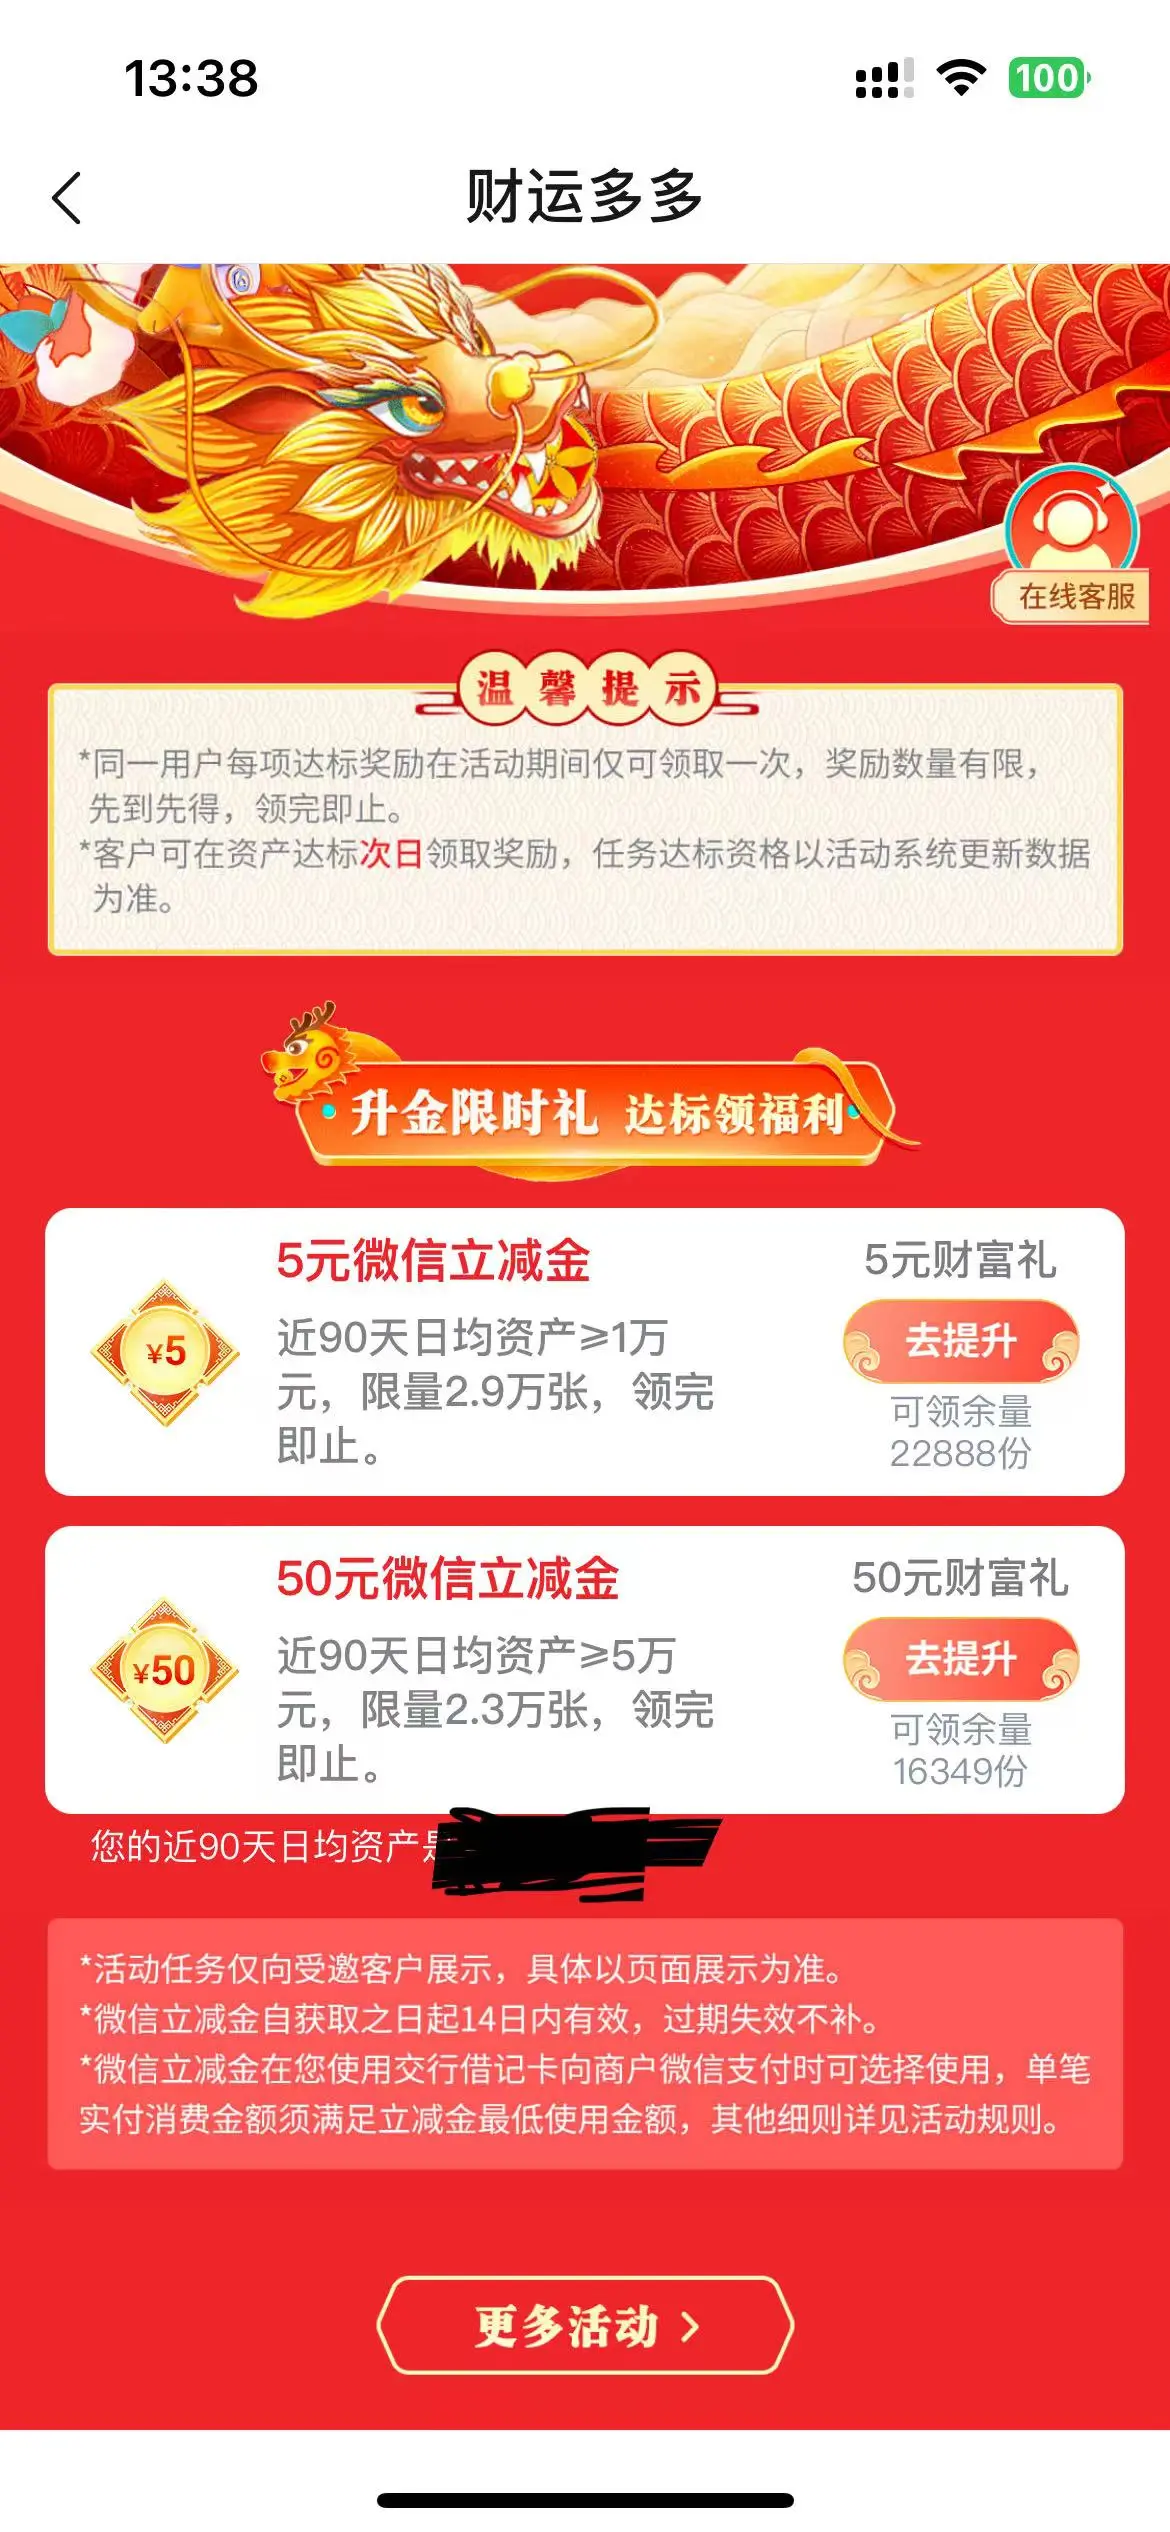 13:38
100
财运多多
在线客服
温馨提示
*同一用户每项达标奖励在活动期间仅可领取一次，奖励数量有限，
先到先得，领完即止。
*客户可在资产达标次日领取奖励，任务达标资格以活动系统更新数据
为准。
升金限时礼 达标领福利
5元微信立减金
5元财富礼
¥5
近90天日均资产≥1万
元，限量2.9万张，领完
即止。
去提升
可领余量
22888份
50元微信立减金
50元财富礼
¥50
近90天日均资产≥5万
元，限量2.3万张，领完
即止。
去提升
可领余量
16349份
您的近90天日均资产
*活动任务仅向受邀客户展示，具体以页面展示为准。
*微信立减金自获取之日起14日内有效，过期失效不补。
*微信立减金在您使用交行借记卡向商户微信支付时可选择使用，单笔
实付消费金额须满足立减金最低使用金额，其他细则详见活动规则。
更多活动 >